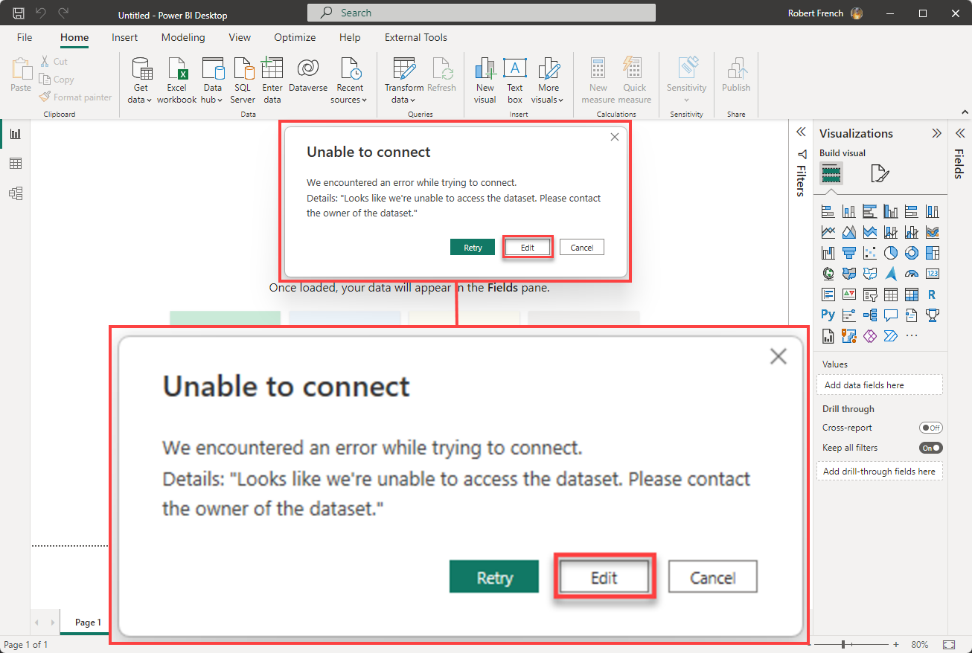 Untitled - Power BI Desktop
Search
Robert French
File
Home
Insert
Modeling
View
Optimize
Help
External Tools
Paste
Cut
Copy
Format painter
Clipboard
Get
data
Excel
workbook
Data
hub
SQL
Server
Enter
data
Dataverse
Recent
sources
Data
Transform
data
Refresh
Queries
New
visual
Text
box
More
visuals
Insert
New
measure
Quick
measure
Calculations
Sensitivity
Sensitivity
Publish
Share
Unable to connect
We encountered an error while trying to connect.
Details: "Looks like we're unable to access the dataset. Please contact
the owner of the dataset."
Retry
Edit
Cancel
Once loaded, your data will appear in the Fields pane.
Unable to connect
We encountered an error while trying to connect.
Details: "Looks like we're unable to access the dataset. Please contact
the owner of the dataset."
Retry
Edit
Cancel
Filters
Visualizations
Build visual
123
R
Py
Values
Add data fields here
Drill through
Cross-report
Off
Keep all filters
On
Add drill-through fields here
Fields
Page 1
Page 1 of 1
80%